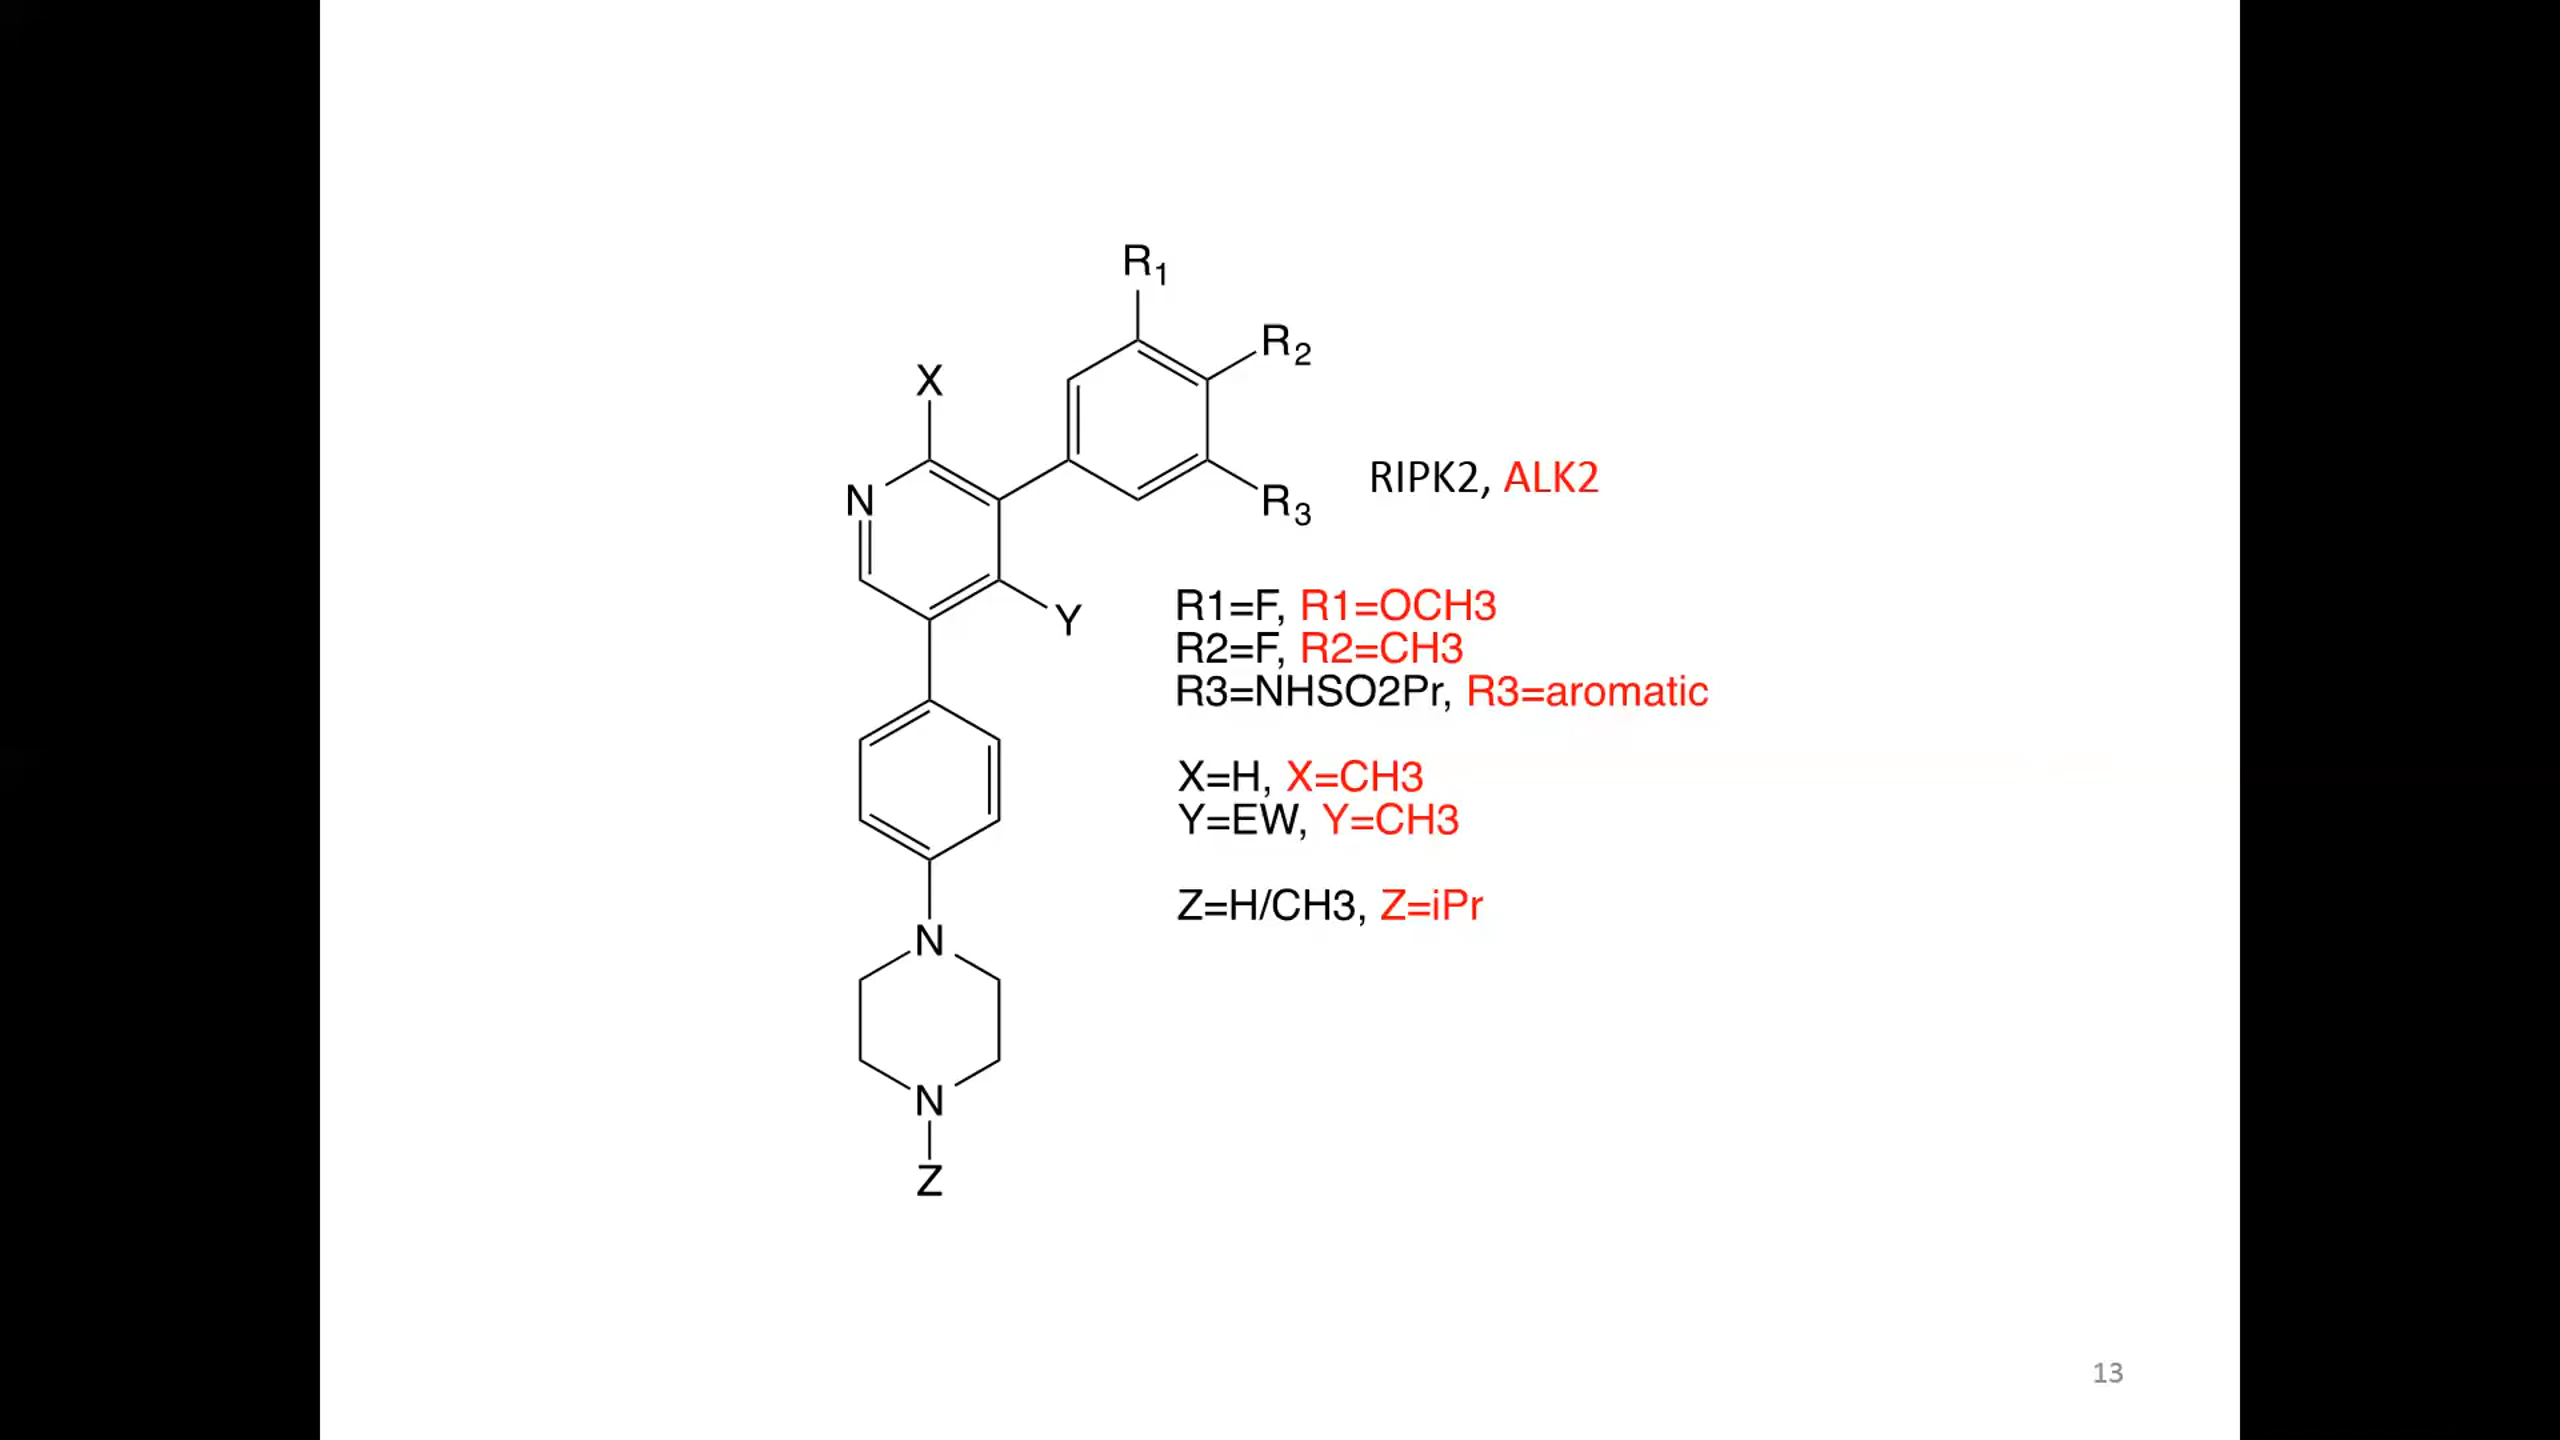 R1
R2
X
N
R3
RIPK2, ALK2
Y
R1=F, R1=OCH3
R2=F, R2=CH3
R3=NHSO2Pr, R3=aromatic
X=H, X=CH3
Y=EW, Y=CH3
Z=H/CH3, Z=iPr
N
N
Z
13